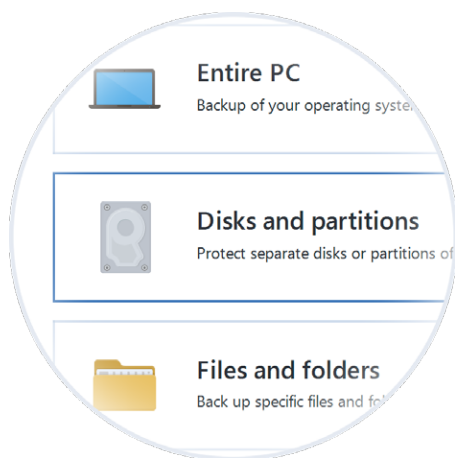 Entire PC
Backup of your operating
Disks and partitions
Protect separate disks or partitions of
Files and folders
Back up specific files and